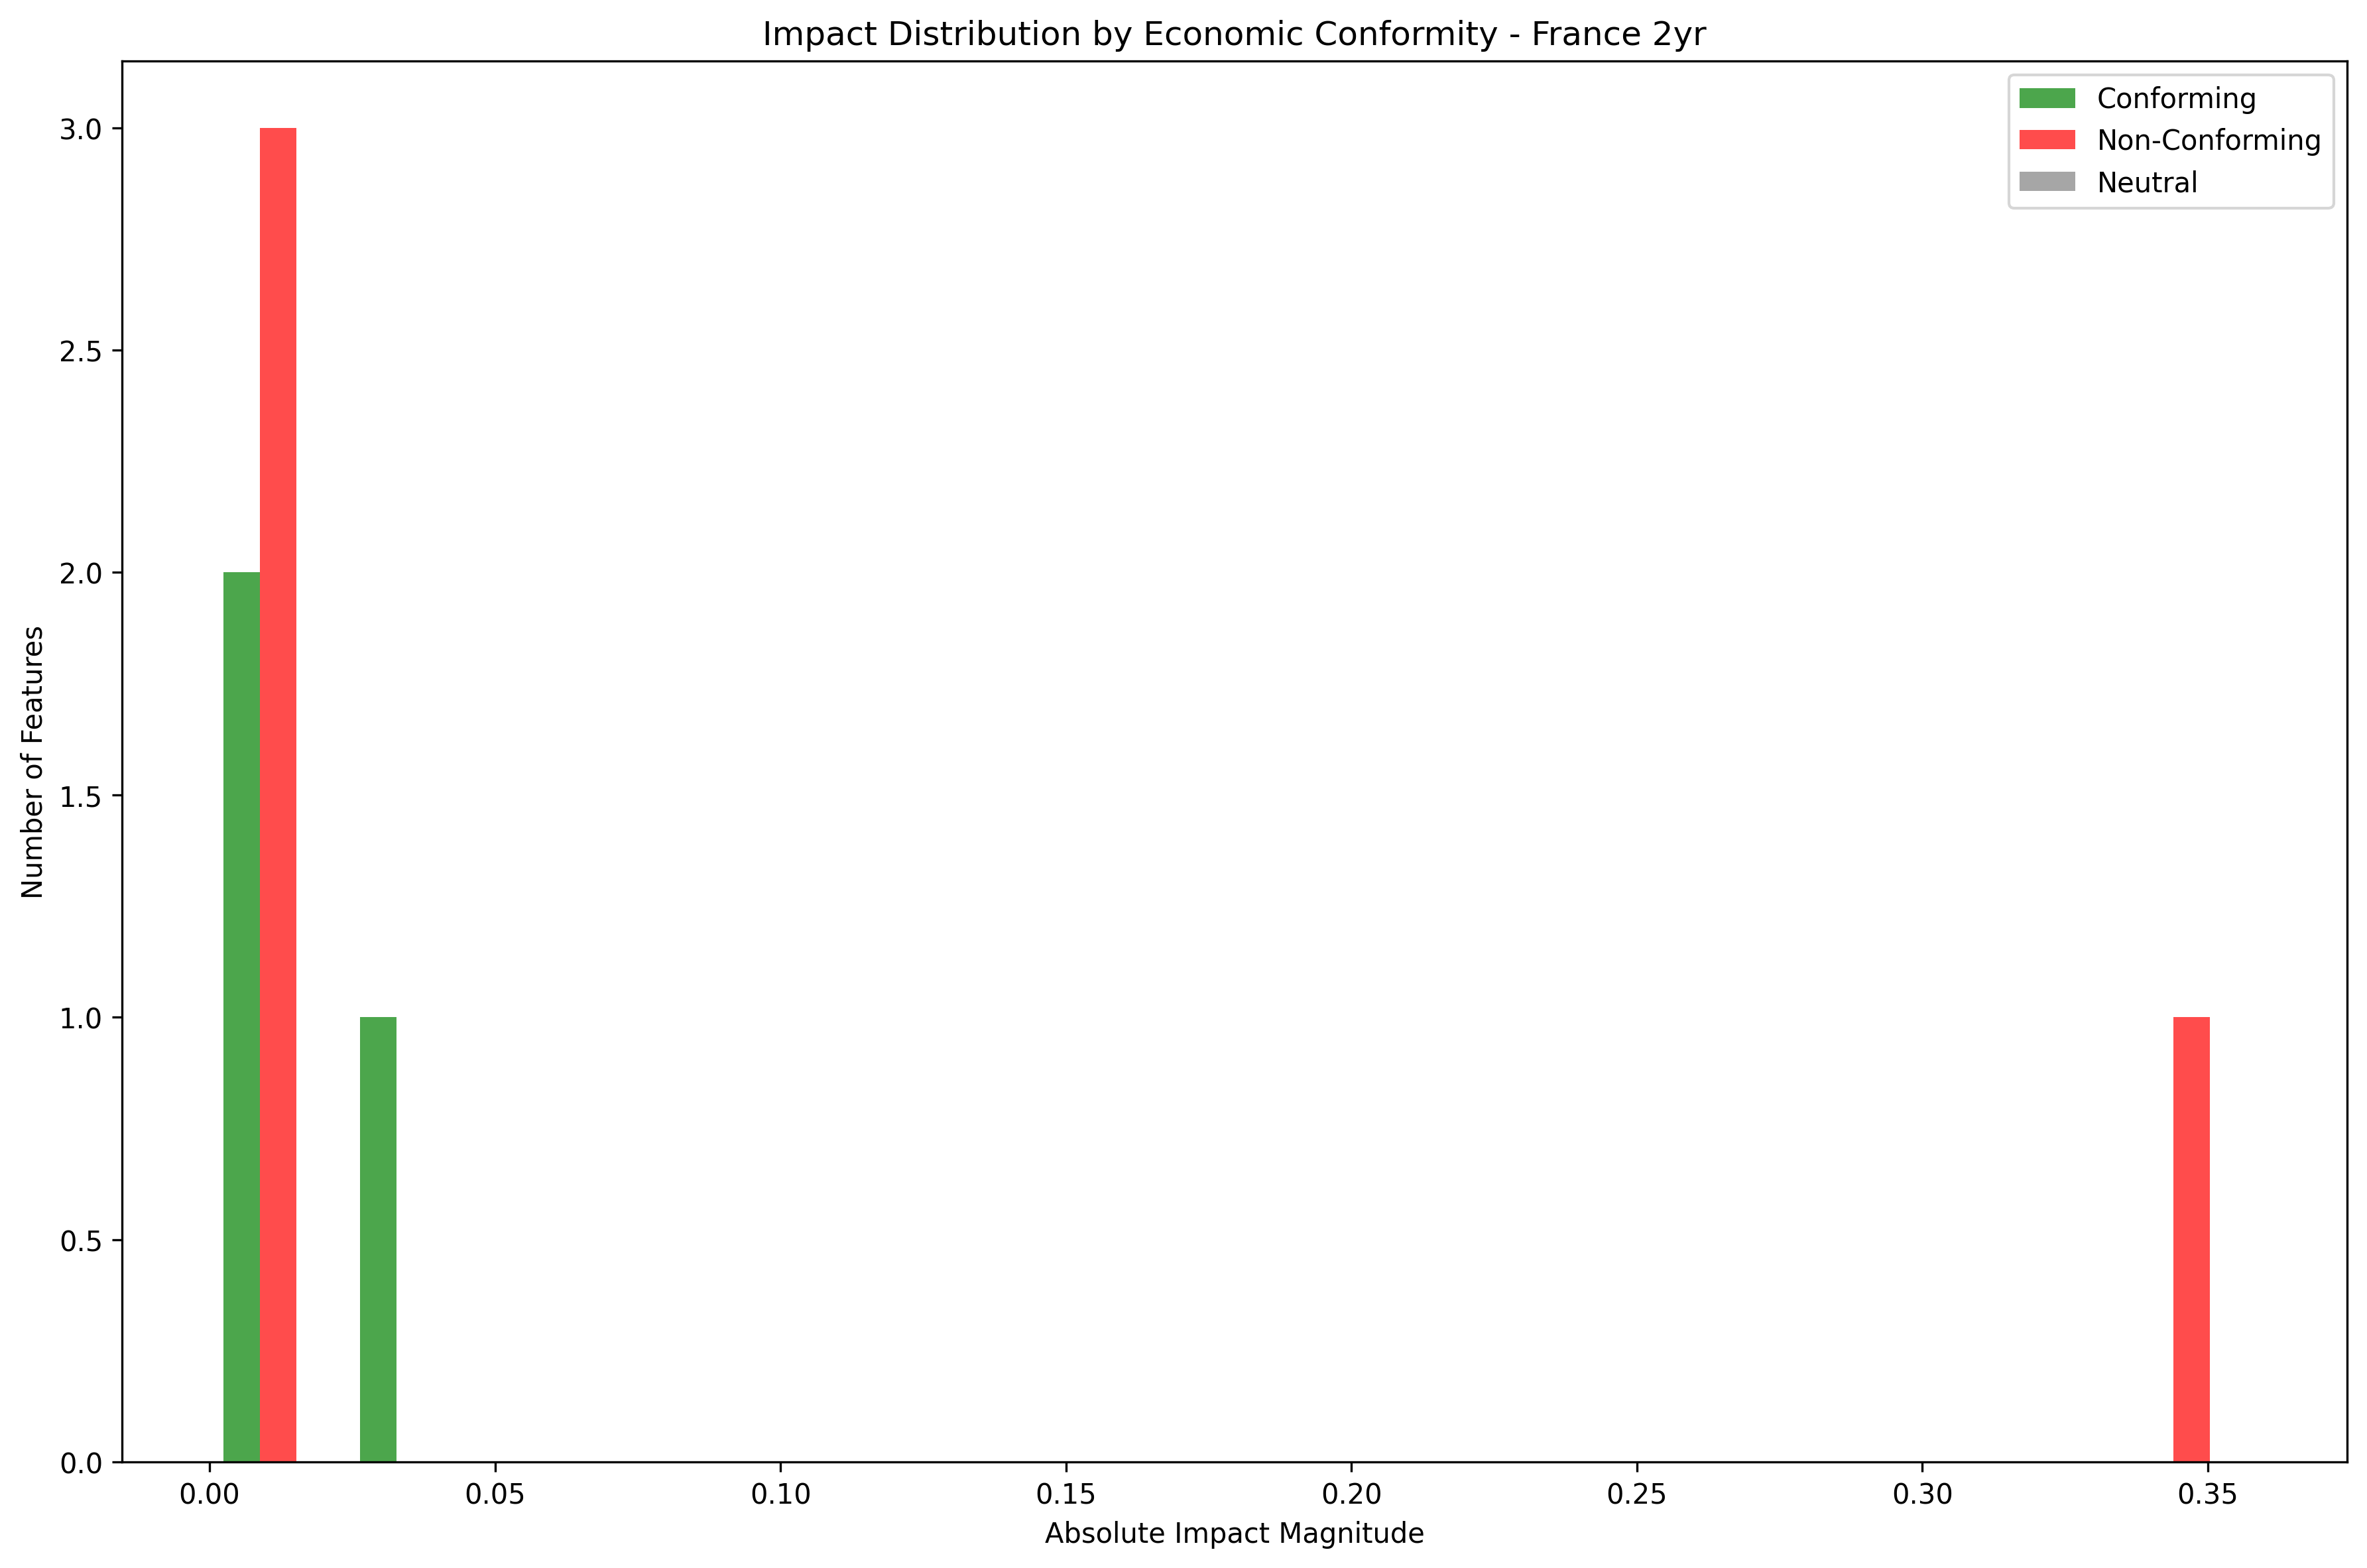 Impact Distribution by Economic Conformity - France 2yr
Conforming
Non-Conforming
Neutral
3.0
2.5
2.0
1.5
1.0
0.5
0.0
Number of Features
0.00 0.05 0.10 0.15 0.20 0.25 0.30 0.35
Absolute Impact Magnitude